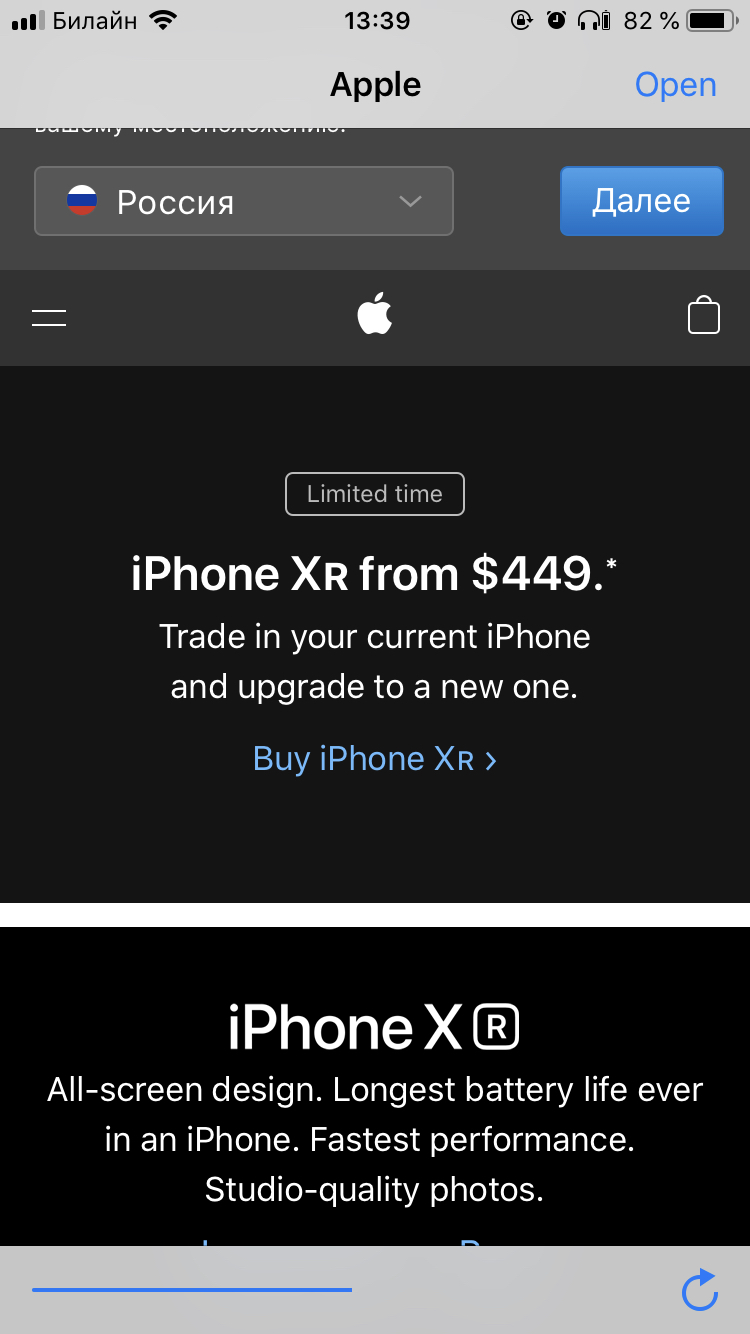 Билайн 13:39 82 %
Apple Open
вашему местоположению.
Россия Далее
Limited time
iPhone XR from $449.*
Trade in your current iPhone
and upgrade to a new one.
Buy iPhone XR >
iPhone XR
All-screen design. Longest battery life ever
in an iPhone. Fastest performance.
Studio-quality photos.